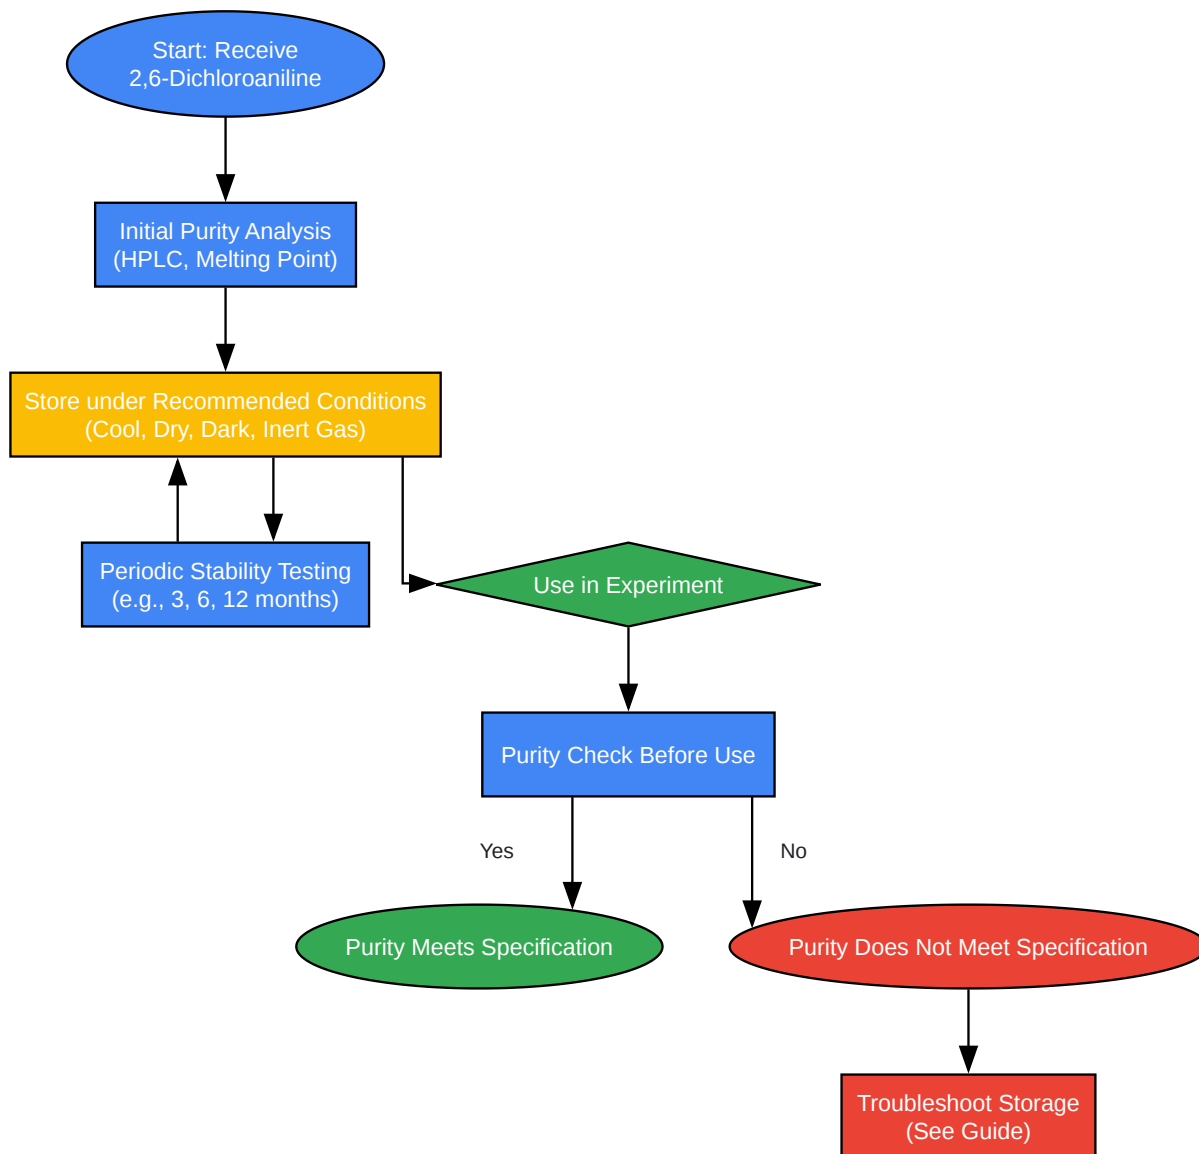 Start: Receive
2,6-Dichloroaniline
Initial Purity Analysis
(HPLC, Melting Point)
Store under Recommended Conditions
(Cool, Dry, Dark, Inert Gas)
Periodic Stability Testing
(e.g., 3, 6, 12 months)
Use in Experiment
Purity Check Before Use
Yes
No
Purity Meets Specification
Purity Does Not Meet Specification
Troubleshoot Storage
(See Guide)